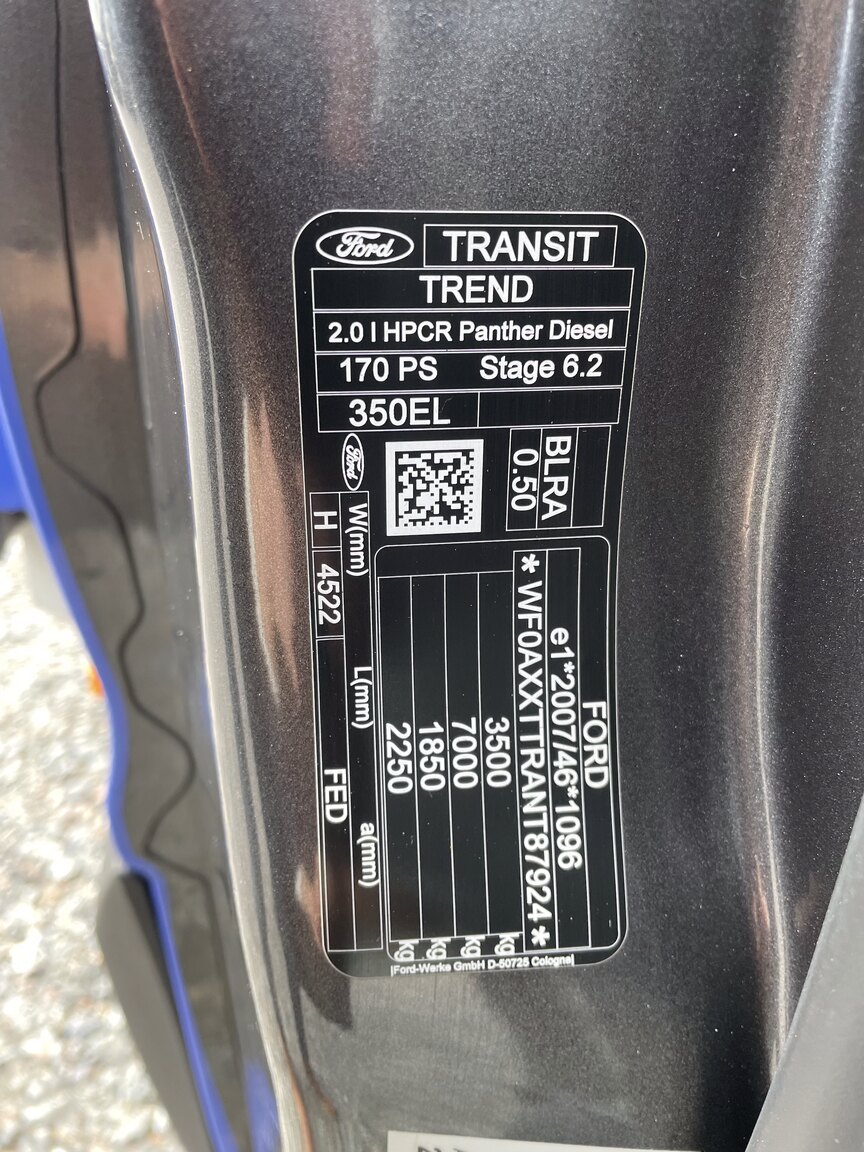 Ford TRANSIT
TREND
2.0 l HPCR Panther Diesel
170 PS Stage 6.2
350EL
Ford
BLRA
0.50
FORD
e1*2007/46*1096
* WF0AXXTTRANT87924 *
3500 kg
7000 kg
1850 kg
2250 kg
W(mm) L(mm) a(mm)
H 4522 FED
|Ford-Werke GmbH D-50725 Cologne|